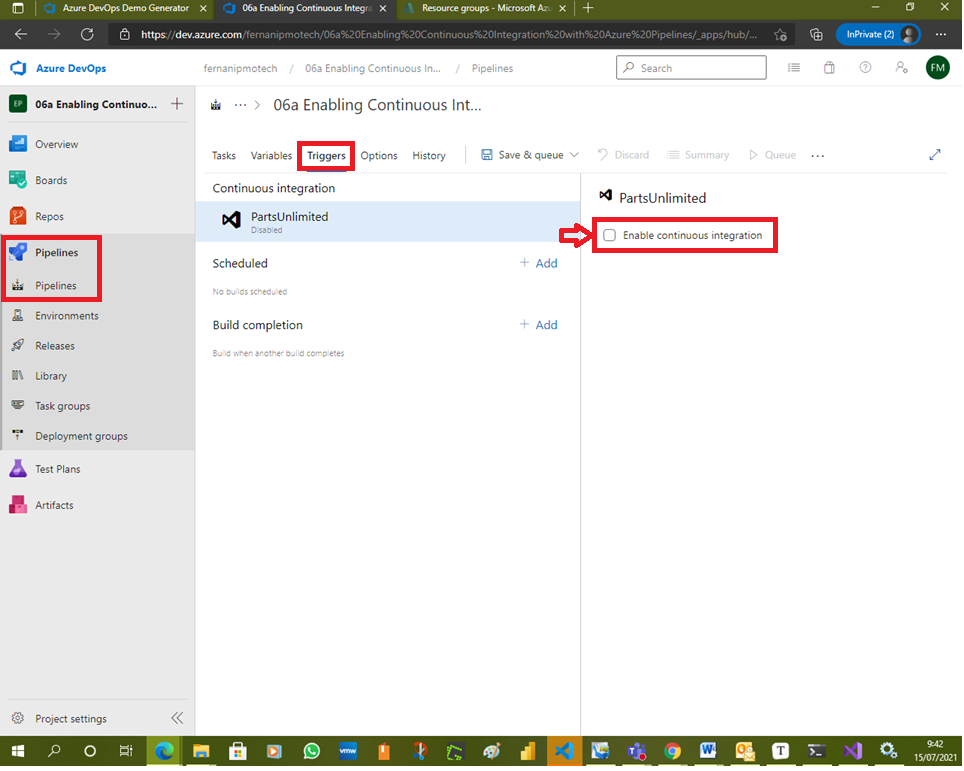 Azure DevOps Demo Generator
06a Enabling Continuous Integra
Resource groups - Microsoft Az
https://dev.azure.com/fernanipmotech/06a%20Enabling%20Continuous%20Integration%20with%20Azure%20Pipelines/_apps/hub/...
InPrivate (2)
Azure DevOps
fernanipmotech / 06a Enabling Continuous In... / Pipelines
Search
FM
EP
06a Enabling Continuo...
... > 06a Enabling Continuous Int...
Overview
Boards
Repos
Pipelines
Pipelines
Environments
Releases
Library
Task groups
Deployment groups
Test Plans
Artifacts
Project settings
Tasks Variables Triggers Options History Save & queue Discard Summary Queue ...
Continuous integration
PartsUnlimited
Disabled
Scheduled
+ Add
No builds scheduled
Build completion
+ Add
Build when another build completes
PartsUnlimited
Enable continuous integration
vmw
9:42
15/07/2021